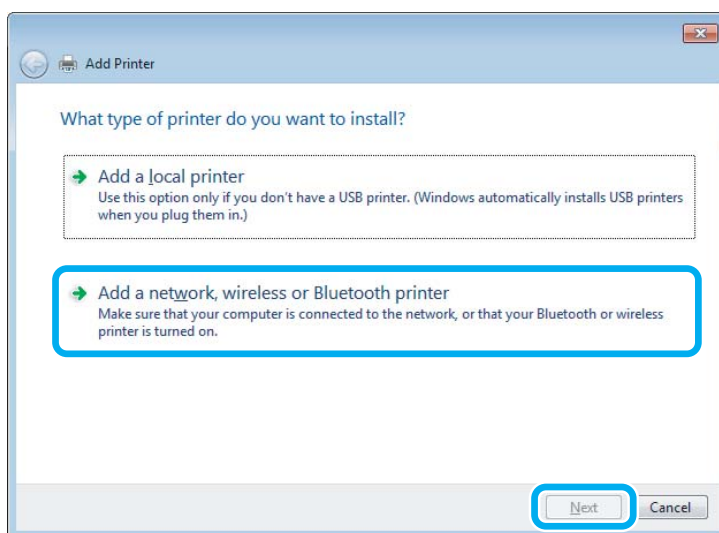 Add Printer
What type of printer do you want to install?
Add a local printer
Use this option only if you don't have a USB printer. (Windows automatically installs USB printers
when you plug them in.)
Add a network, wireless or Bluetooth printer
Make sure that your computer is connected to the network, or that your Bluetooth or wireless
printer is turned on.
Next Cancel